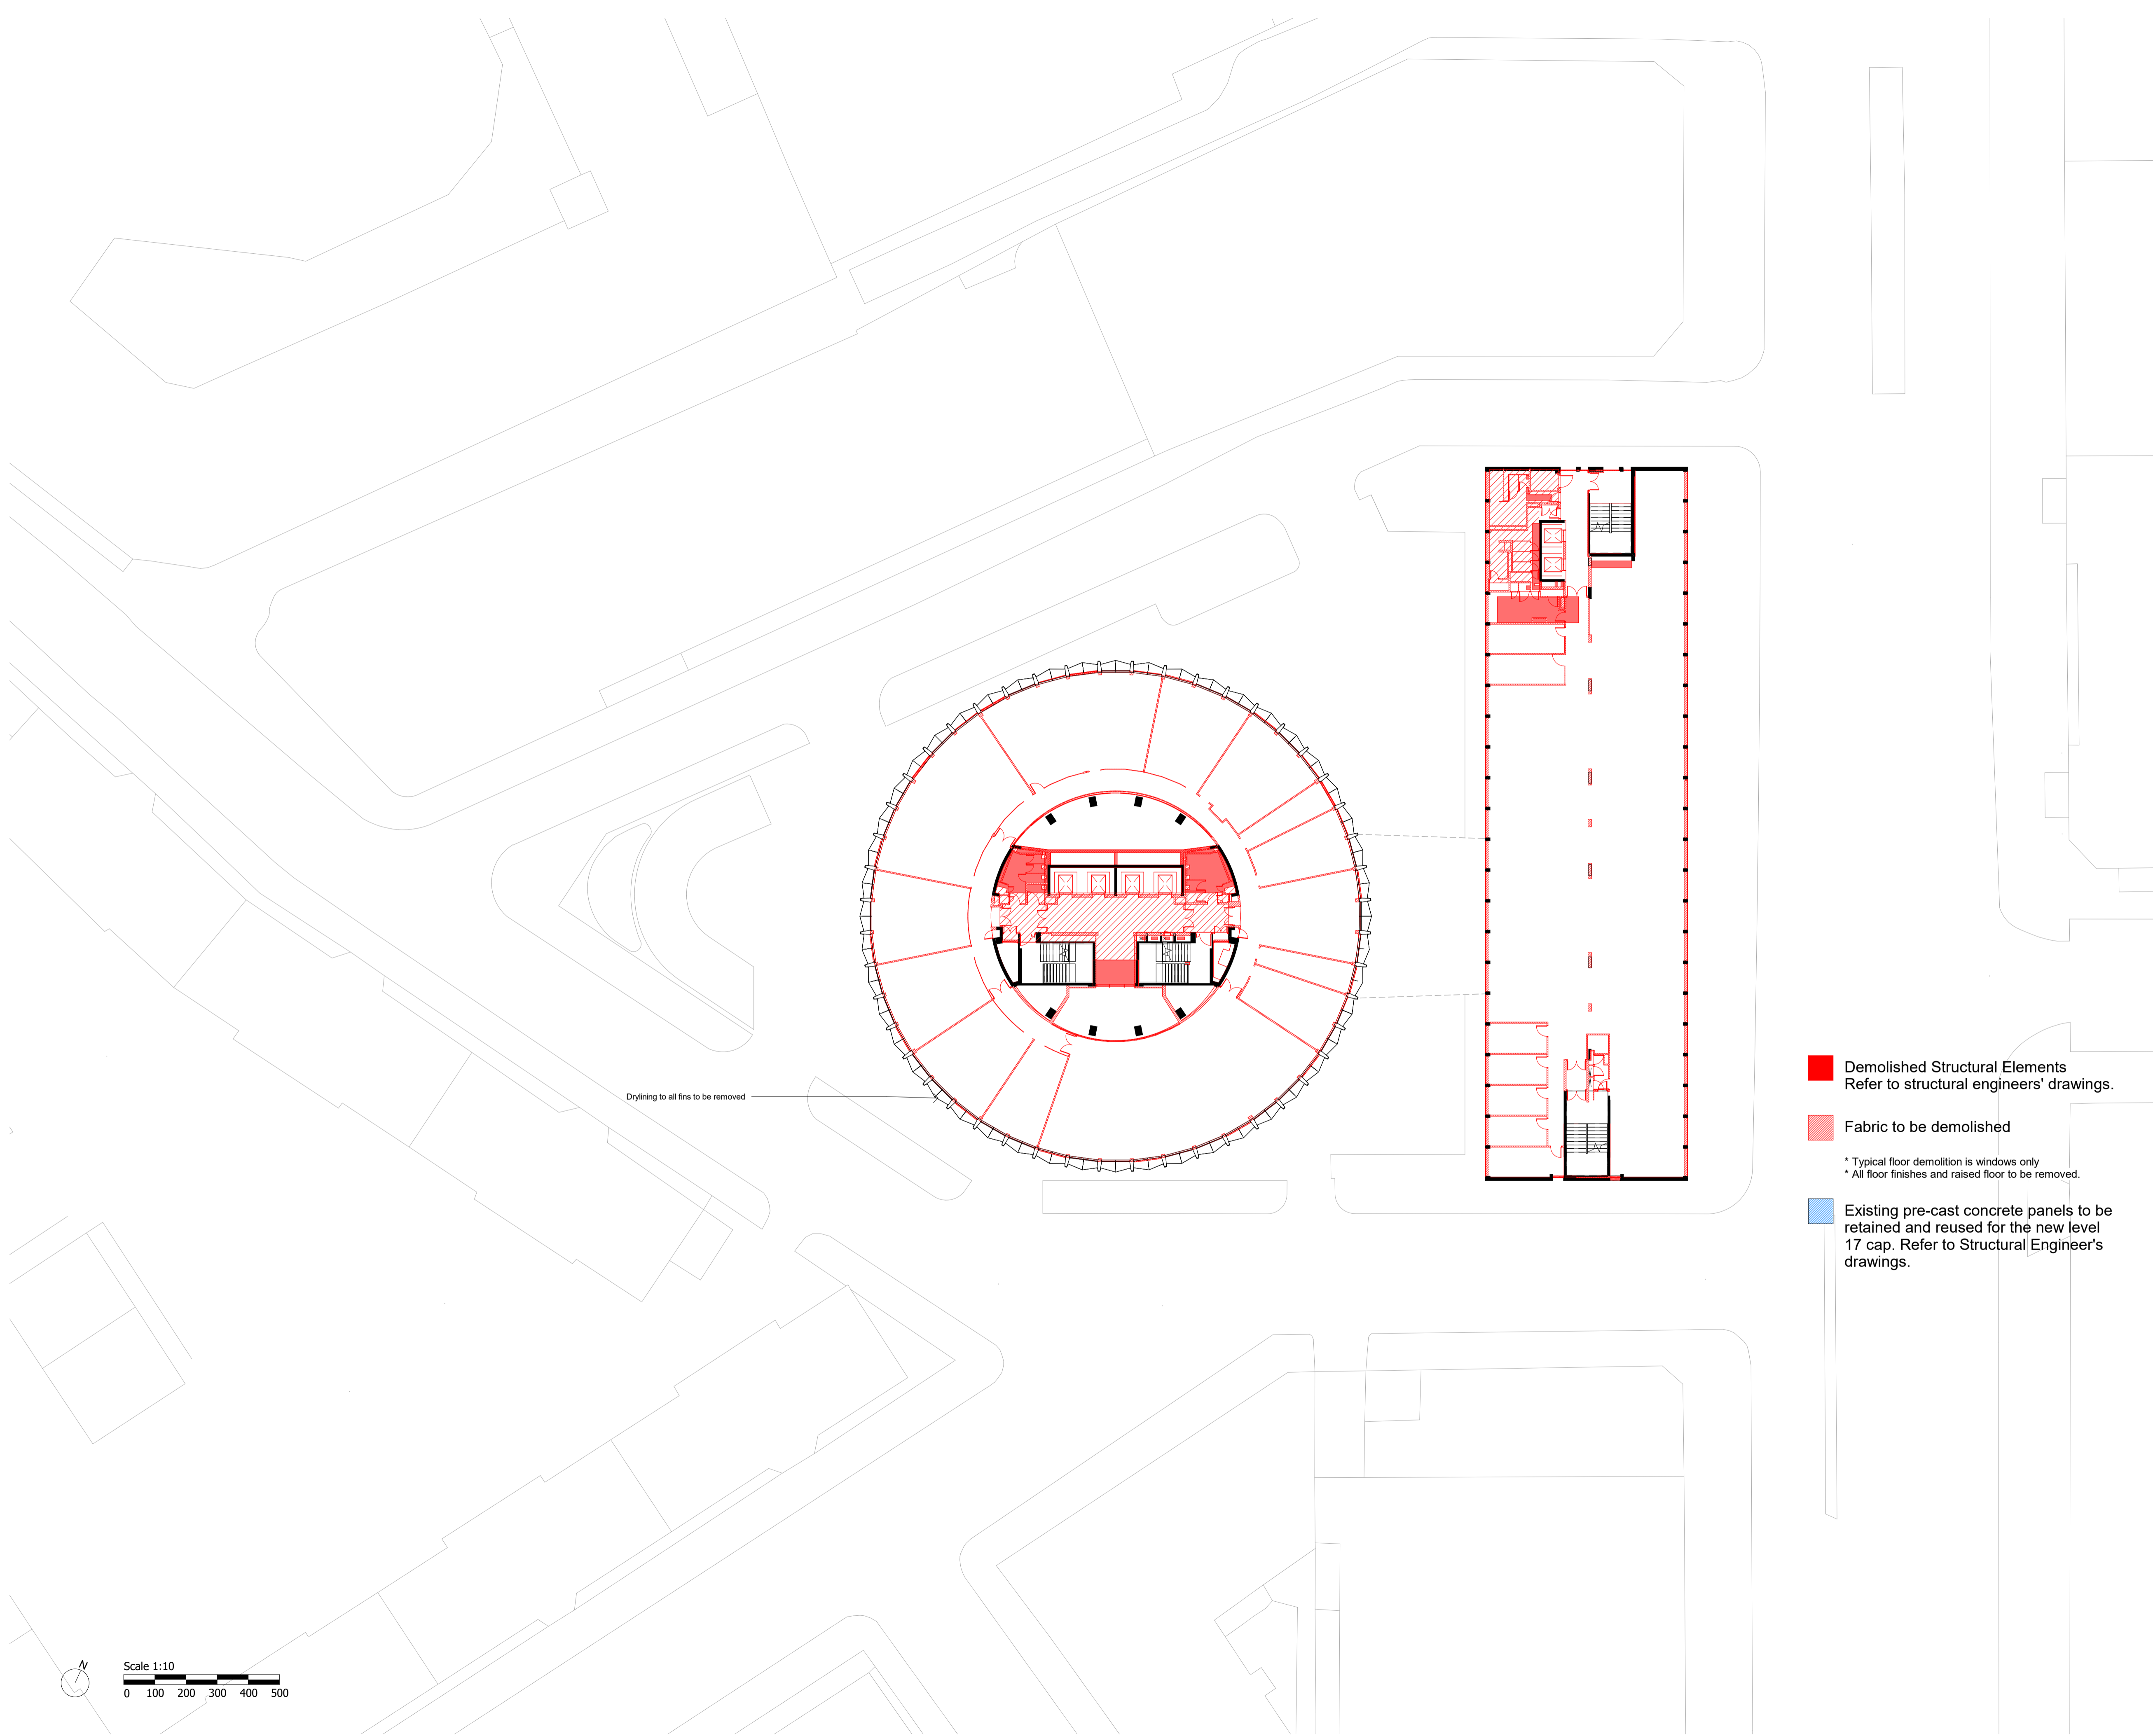 Drylining to all fins to be removed
Demolished Structural Elements
Refer to structural engineers' drawings.
Fabric to be demolished
* Typical floor demolition is windows only
* All floor finishes and raised floor to be removed.
Existing pre-cast concrete panels to be
retained and reused for the new level
17 cap. Refer to Structural Engineer's
drawings.
N
Scale 1:10
0 100 200 300 400 500